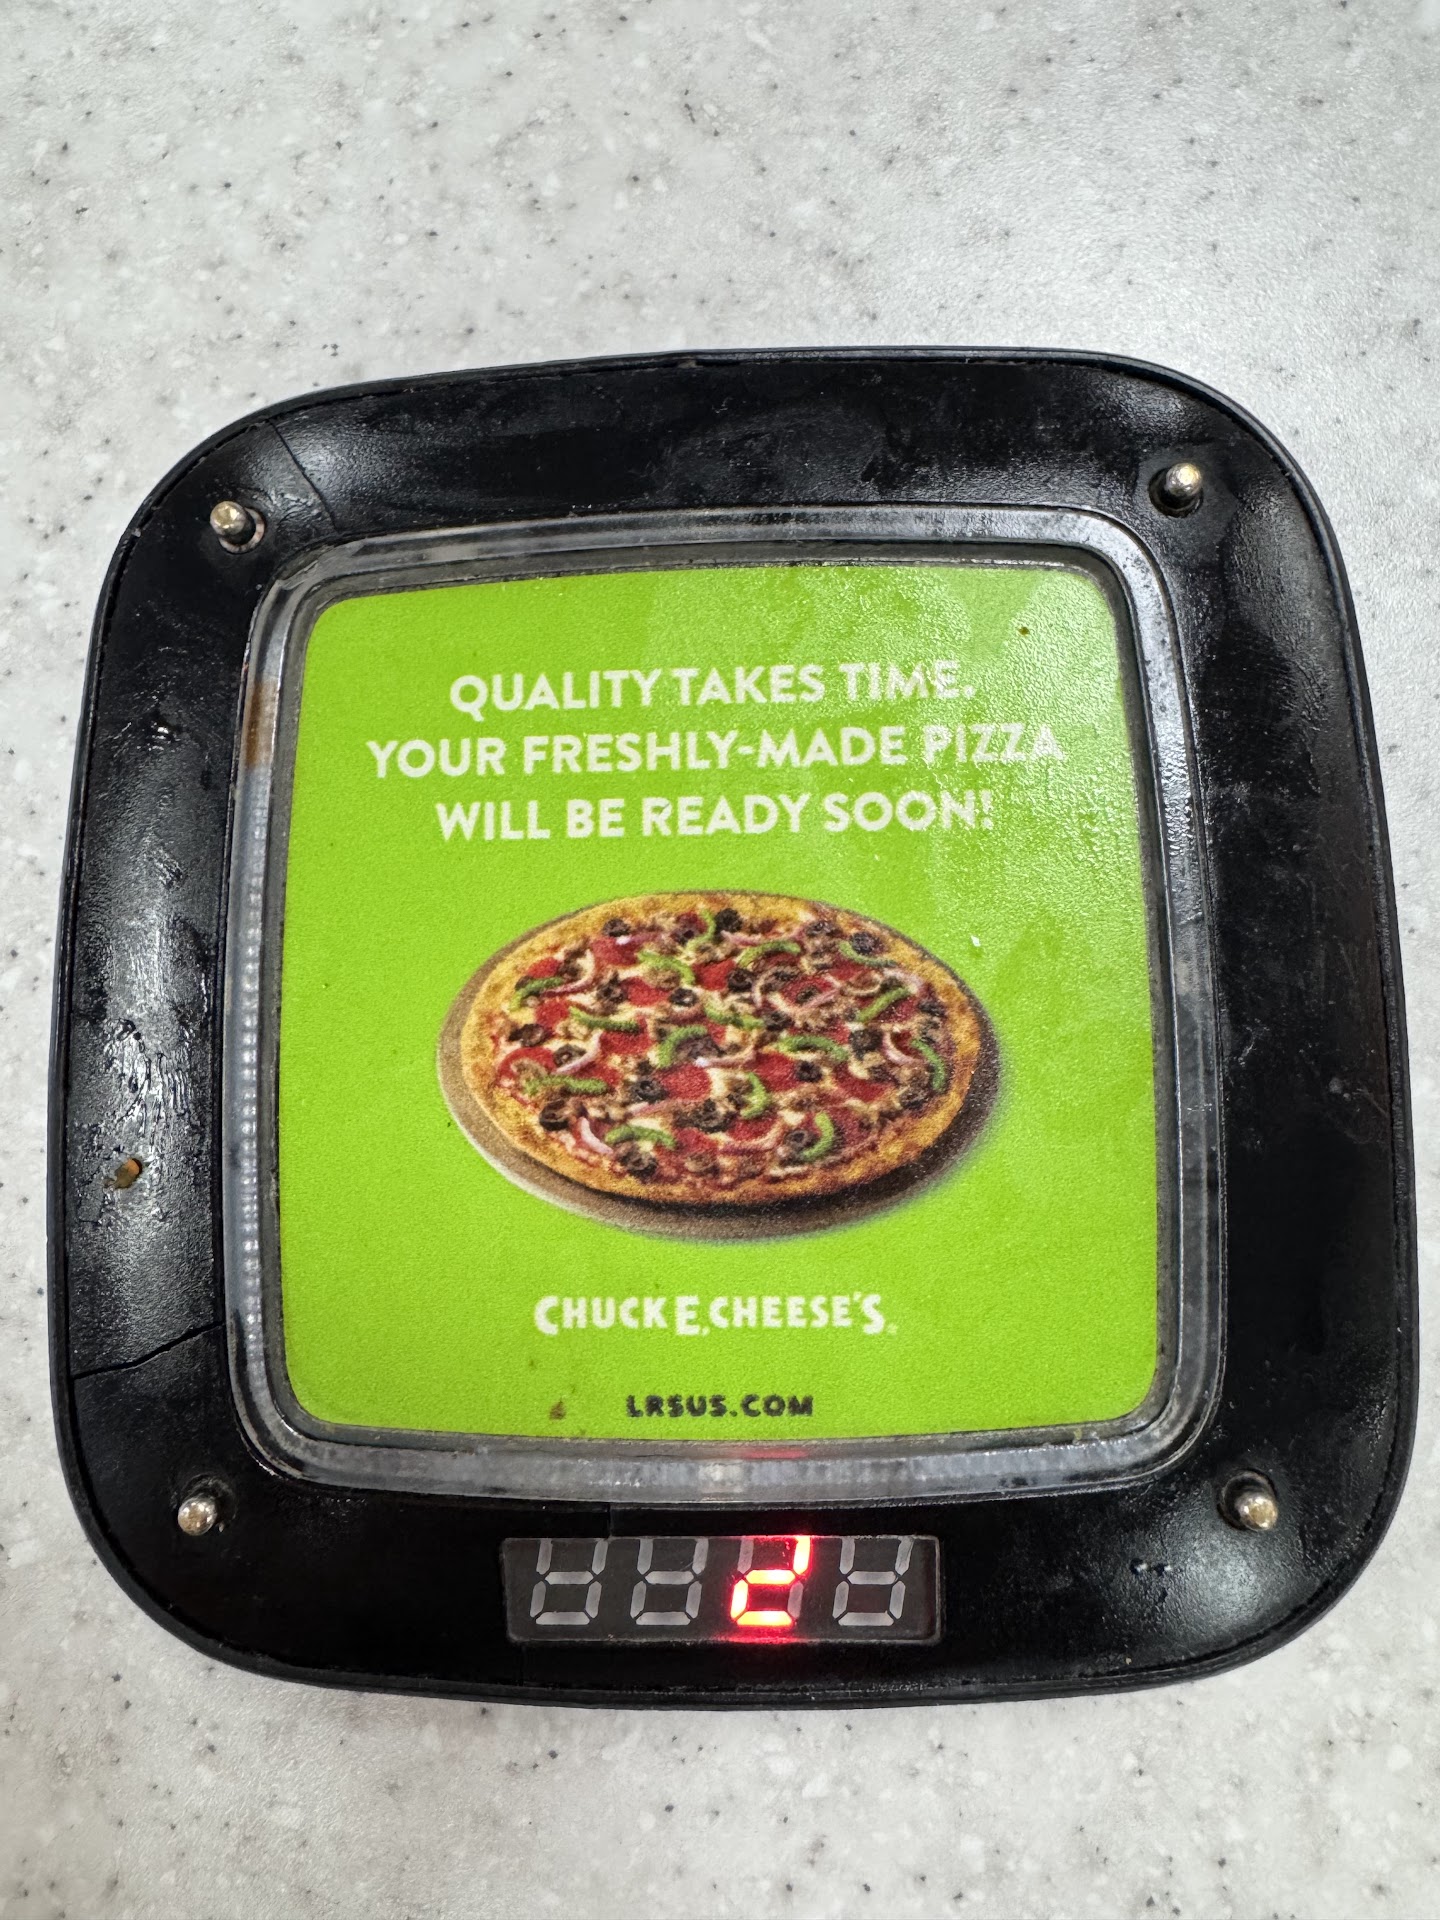 QUALITY TAKES TIME.
YOUR FRESHLY-MADE PIZZA
WILL BE READY SOON!
CHUCK E. CHEESE'S®
LRSUS.COM
2